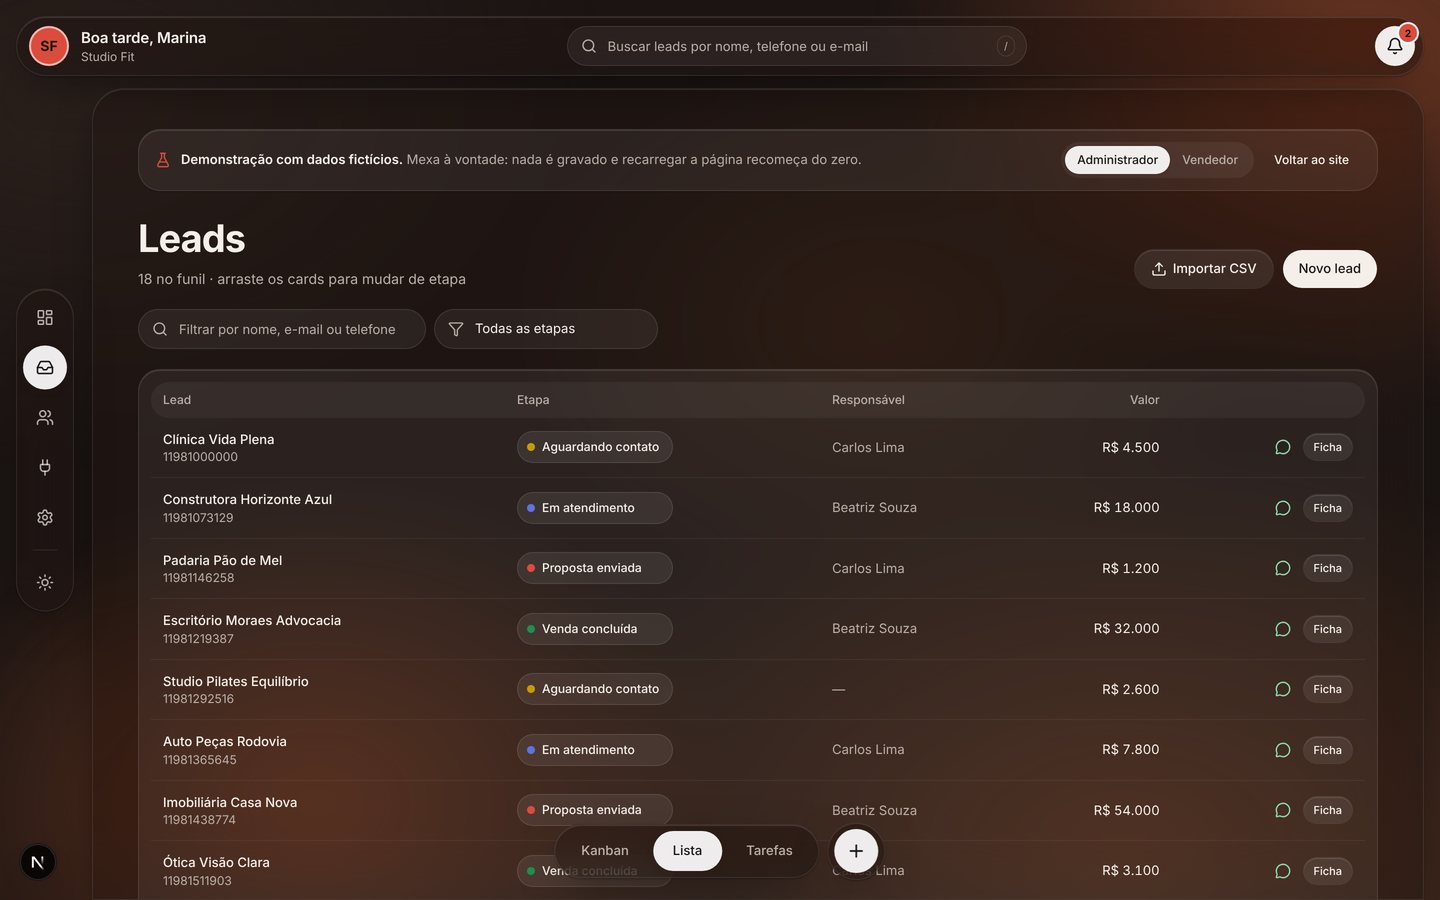 SF
Boa tarde, Marina
Studio Fit
Buscar leads por nome, telefone ou e-mail
/
2
Demonstração com dados fictícios. Mexa à vontade: nada é gravado e recarregar a página recomeça do zero.
Administrador
Vendedor
Voltar ao site
Leads
18 no funil · arraste os cards para mudar de etapa
Importar CSV
Novo lead
Filtrar por nome, e-mail ou telefone
Todas as etapas
Lead Etapa Responsável Valor
Clínica Vida Plena
11981000000
Aguardando contato
Carlos Lima
R$ 4.500
Ficha
Construtora Horizonte Azul
11981073129
Em atendimento
Beatriz Souza
R$ 18.000
Ficha
Padaria Pão de Mel
11981146258
Proposta enviada
Carlos Lima
R$ 1.200
Ficha
Escritório Moraes Advocacia
11981219387
Venda concluída
Beatriz Souza
R$ 32.000
Ficha
Studio Pilates Equilíbrio
11981292516
Aguardando contato
—
R$ 2.600
Ficha
Auto Peças Rodovia
11981365645
Em atendimento
Carlos Lima
R$ 7.800
Ficha
Imobiliária Casa Nova
11981438774
Proposta enviada
Beatriz Souza
R$ 54.000
Ficha
Ótica Visão Clara
11981511903
Venda concluída
Lima
R$ 3.100
Ficha
Kanban
Lista
Tarefas
N